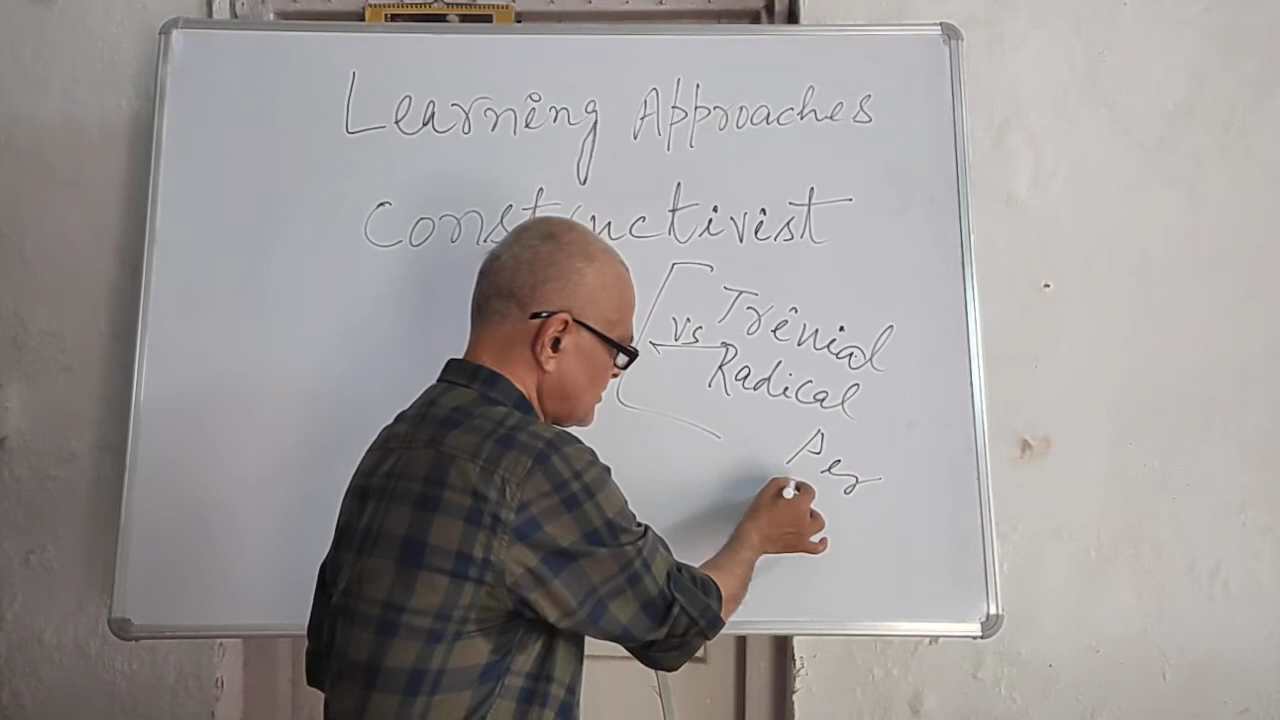 Learning Approaches
Constructivist
vs Trivial
Radical